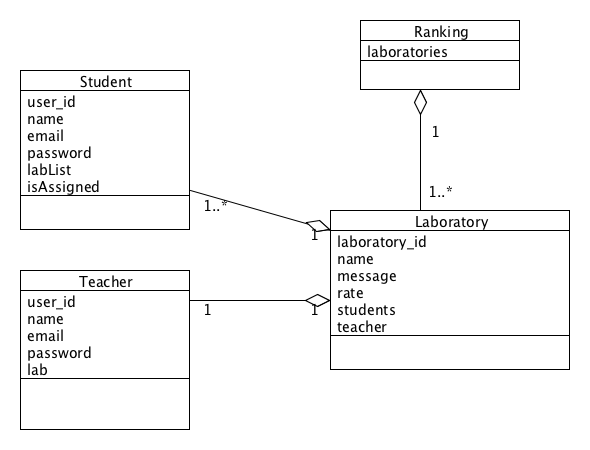 Ranking
laboratories
1
1..*
Student
user_id
name
email
password
labList
isAssigned
1..*
1
Laboratory
laboratory_id
name
message
rate
students
teacher
Teacher
user_id
name
email
password
lab
1
1